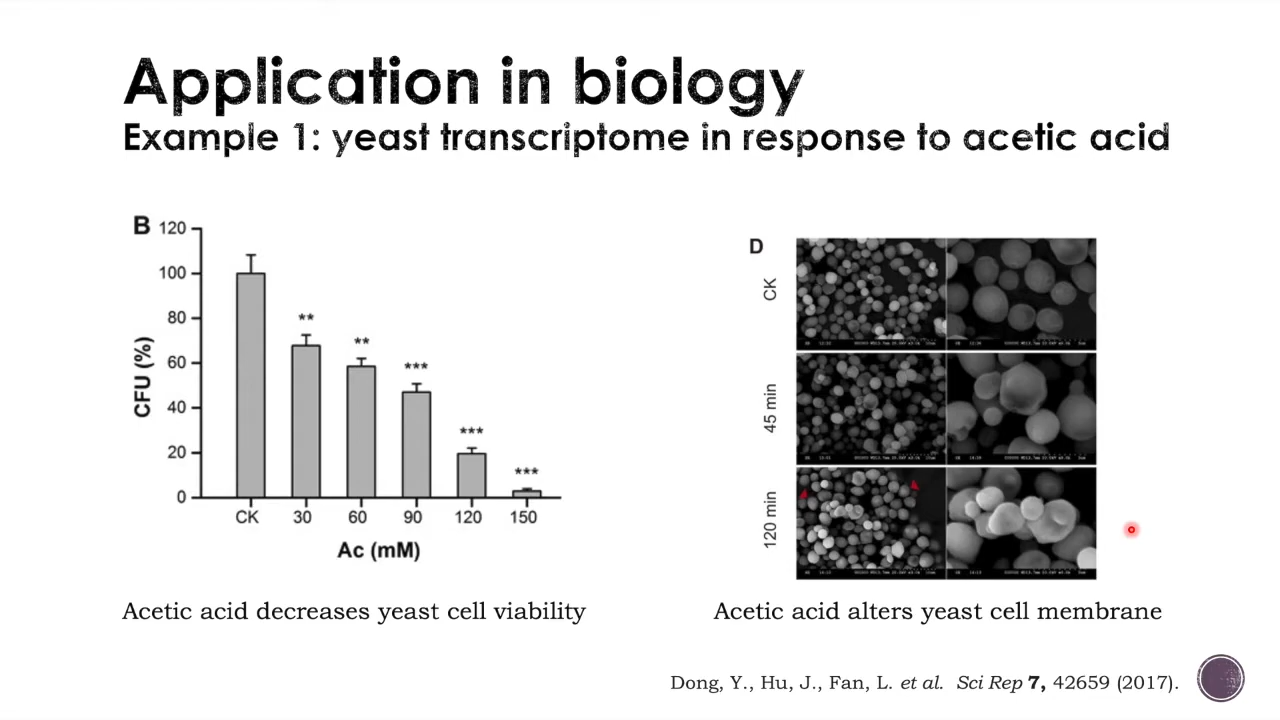 Application in biology
Example 1: yeast transcriptome in response to acetic acid
B
120
100
80
60
40
20
0
CFU (%)
**
**
***
***
***
CK 30 60 90 120 150
Ac (mM)
Acetic acid decreases yeast cell viability
D
CK
45 min
120 min
Acetic acid alters yeast cell membrane
Dong, Y., Hu, J., Fan, L. et al. Sci Rep 7, 42659 (2017).